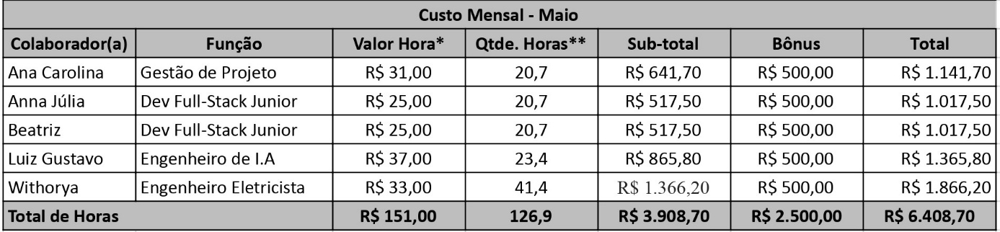 Custo Mensal - Maio
Colaborador(a) Função Valor Hora* Qtde. Horas** Sub-total Bônus Total
Ana Carolina Gestão de Projeto R$ 31,00 20,7 R$ 641,70 R$ 500,00 R$ 1.141,70
Anna Júlia Dev Full-Stack Junior R$ 25,00 20,7 R$ 517,50 R$ 500,00 R$ 1.017,50
Beatriz Dev Full-Stack Junior R$ 25,00 20,7 R$ 517,50 R$ 500,00 R$ 1.017,50
Luiz Gustavo Engenheiro de I.A R$ 37,00 23,4 R$ 865,80 R$ 500,00 R$ 1.365,80
Withorya Engenheiro Eletricista R$ 33,00 41,4 R$ 1.366,20 R$ 500,00 R$ 1.866,20
Total de Horas R$ 151,00 126,9 R$ 3.908,70 R$ 2.500,00 R$ 6.408,70